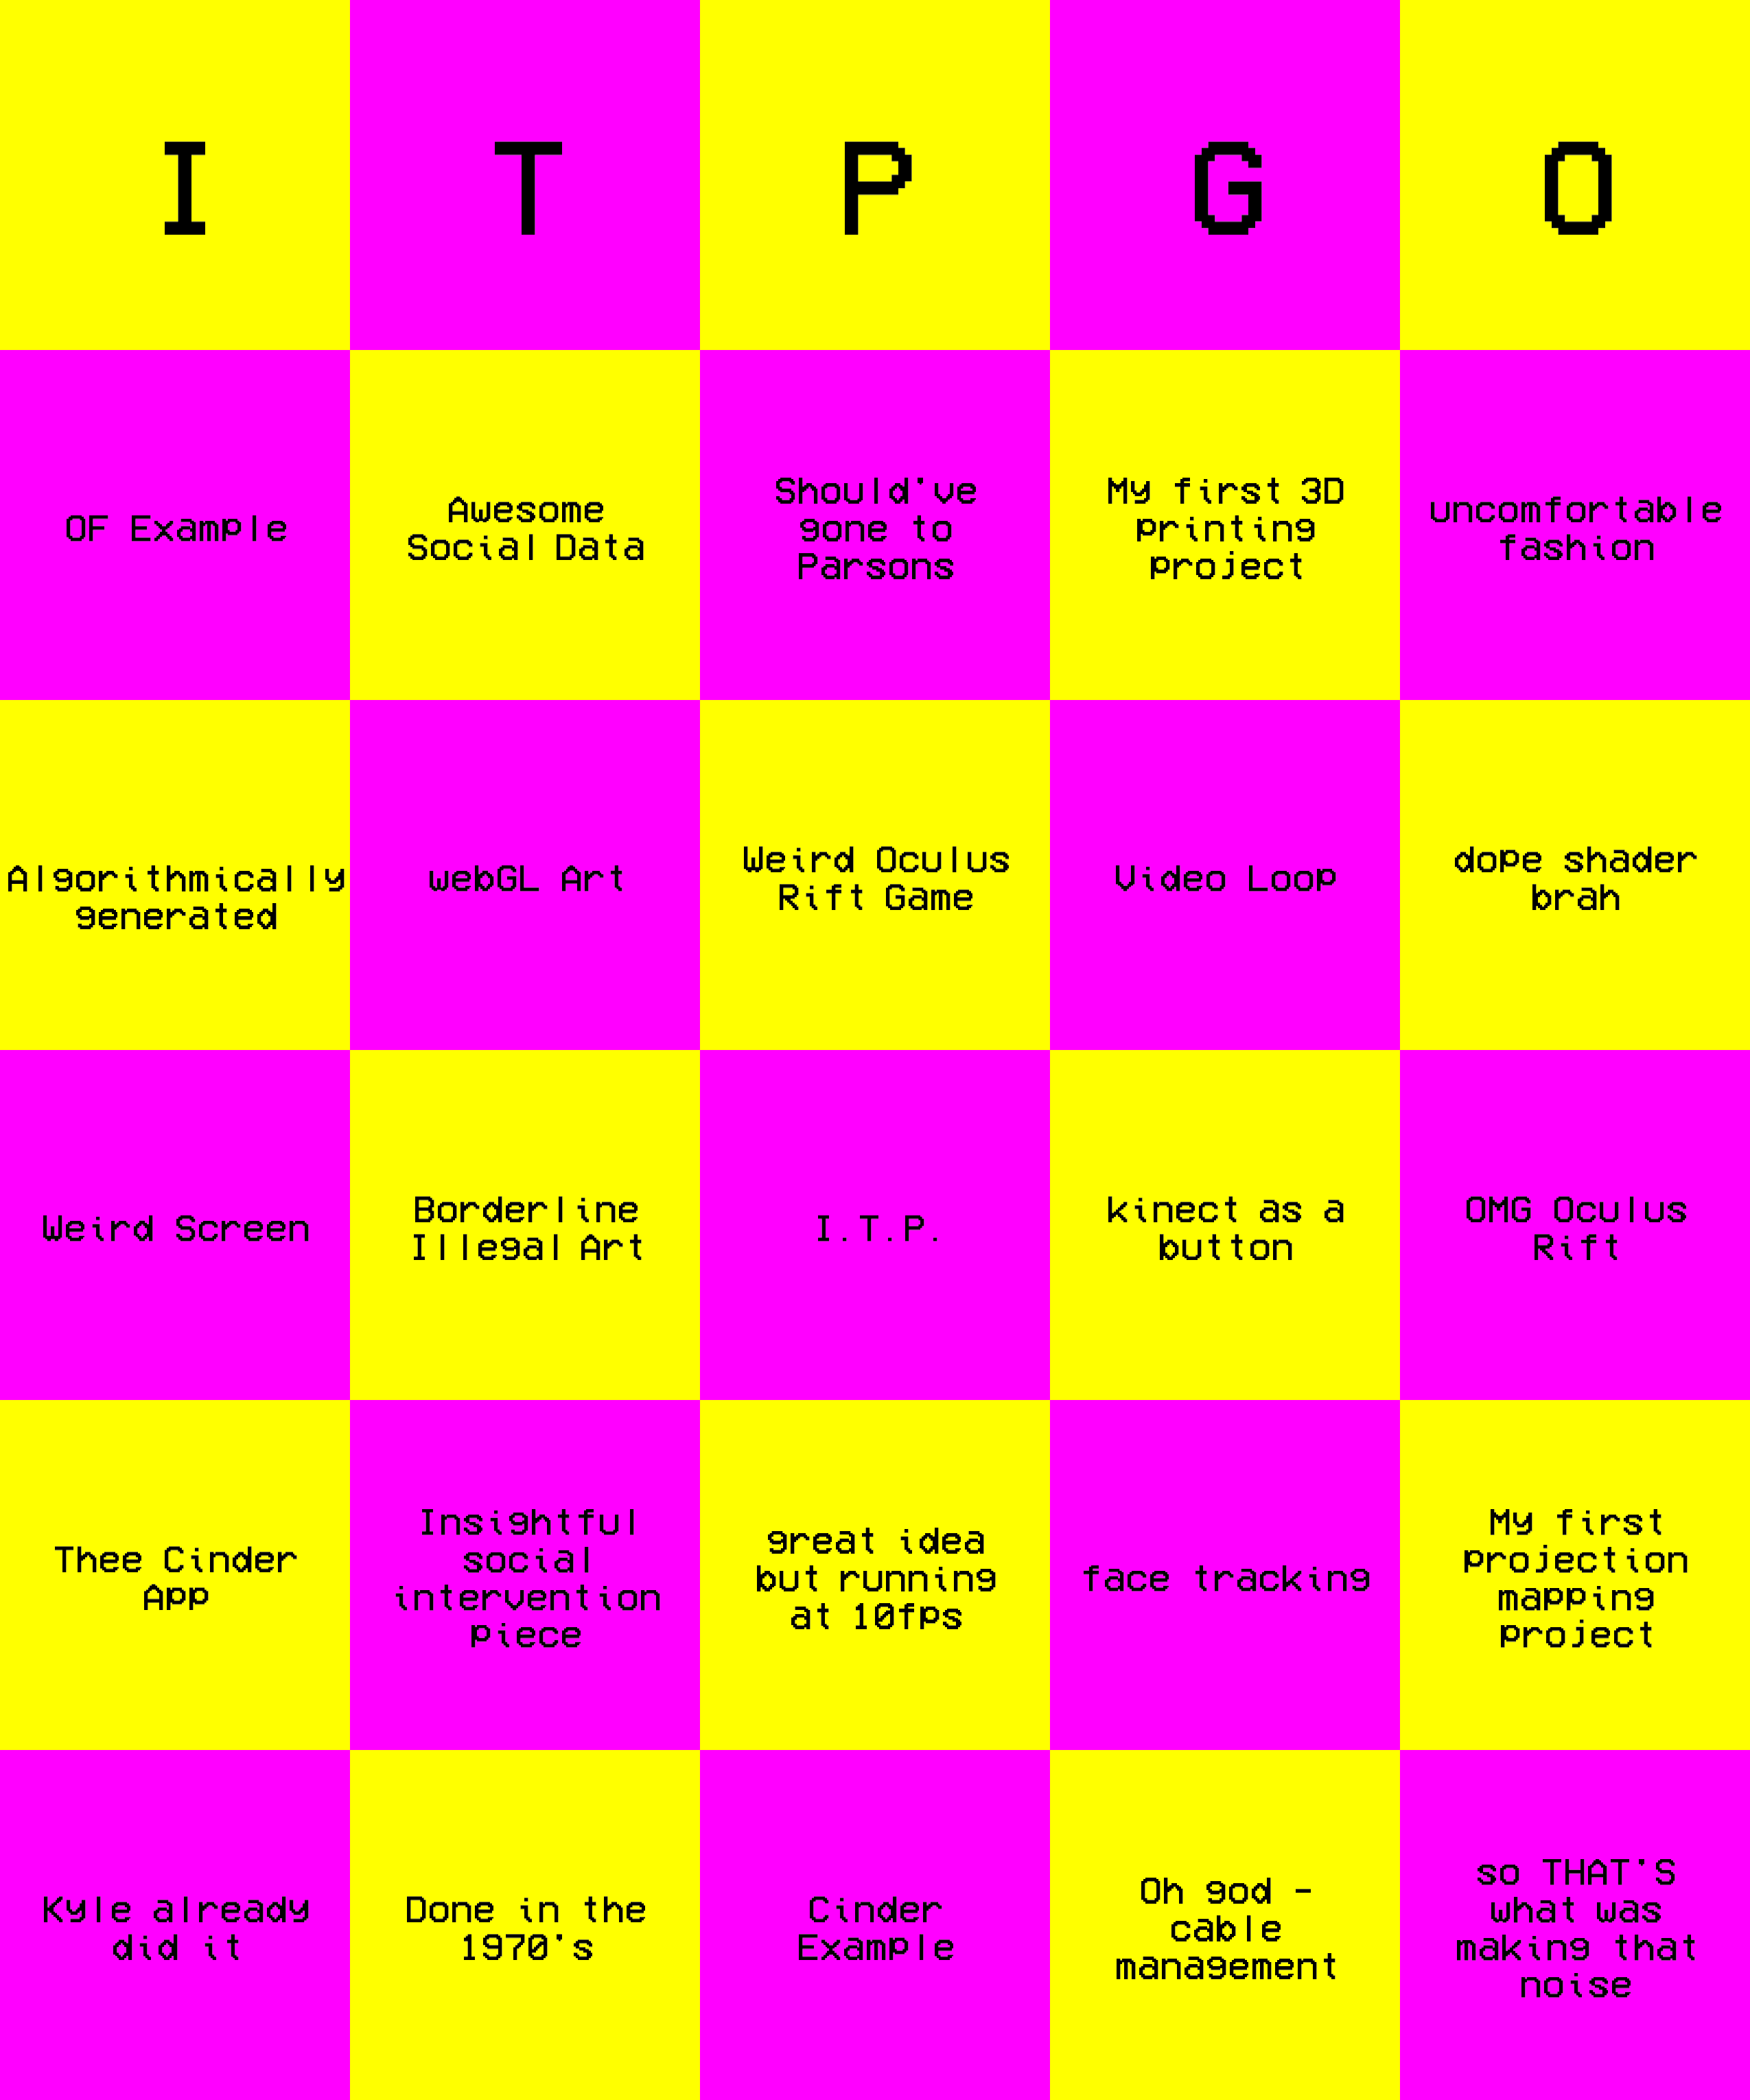 I T P G O
OF Example
Awesome
Social Data
Should've
gone to
Parsons
My first 3D
printing
project
uncomfortable
fashion
Algorithmically
generated
webGL Art
Weird Oculus
Rift Game
Video Loop
dope shader
brah
Weird Screen
Borderline
Illegal Art
I.T.P.
kinect as a
button
OMG Oculus
Rift
Thee Cinder
App
Insightful
social
intervention
piece
great idea
but running
at 10fps
face tracking
My first
projection
mapping
project
Kyle already
did it
Done in the
1970's
Cinder
Example
Oh god -
cable
management
so THAT'S
what was
making that
noise